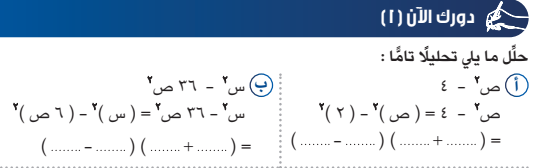 دورك الآن (١)
حلِّل ما يلي تحليلًا تامًّا :
أ ص٢ - ٤
ص٢ - ٤ = ( ص )٢ - ( ٢ )٢
= ( ........ + ........ ) ( ........ - ........ )
ب س٢ - ٣٦ ص٢
س٢ - ٣٦ ص٢ = ( س )٢ - ( ٦ ص )٢
= ( ........ + ........ ) ( ........ - ........ )